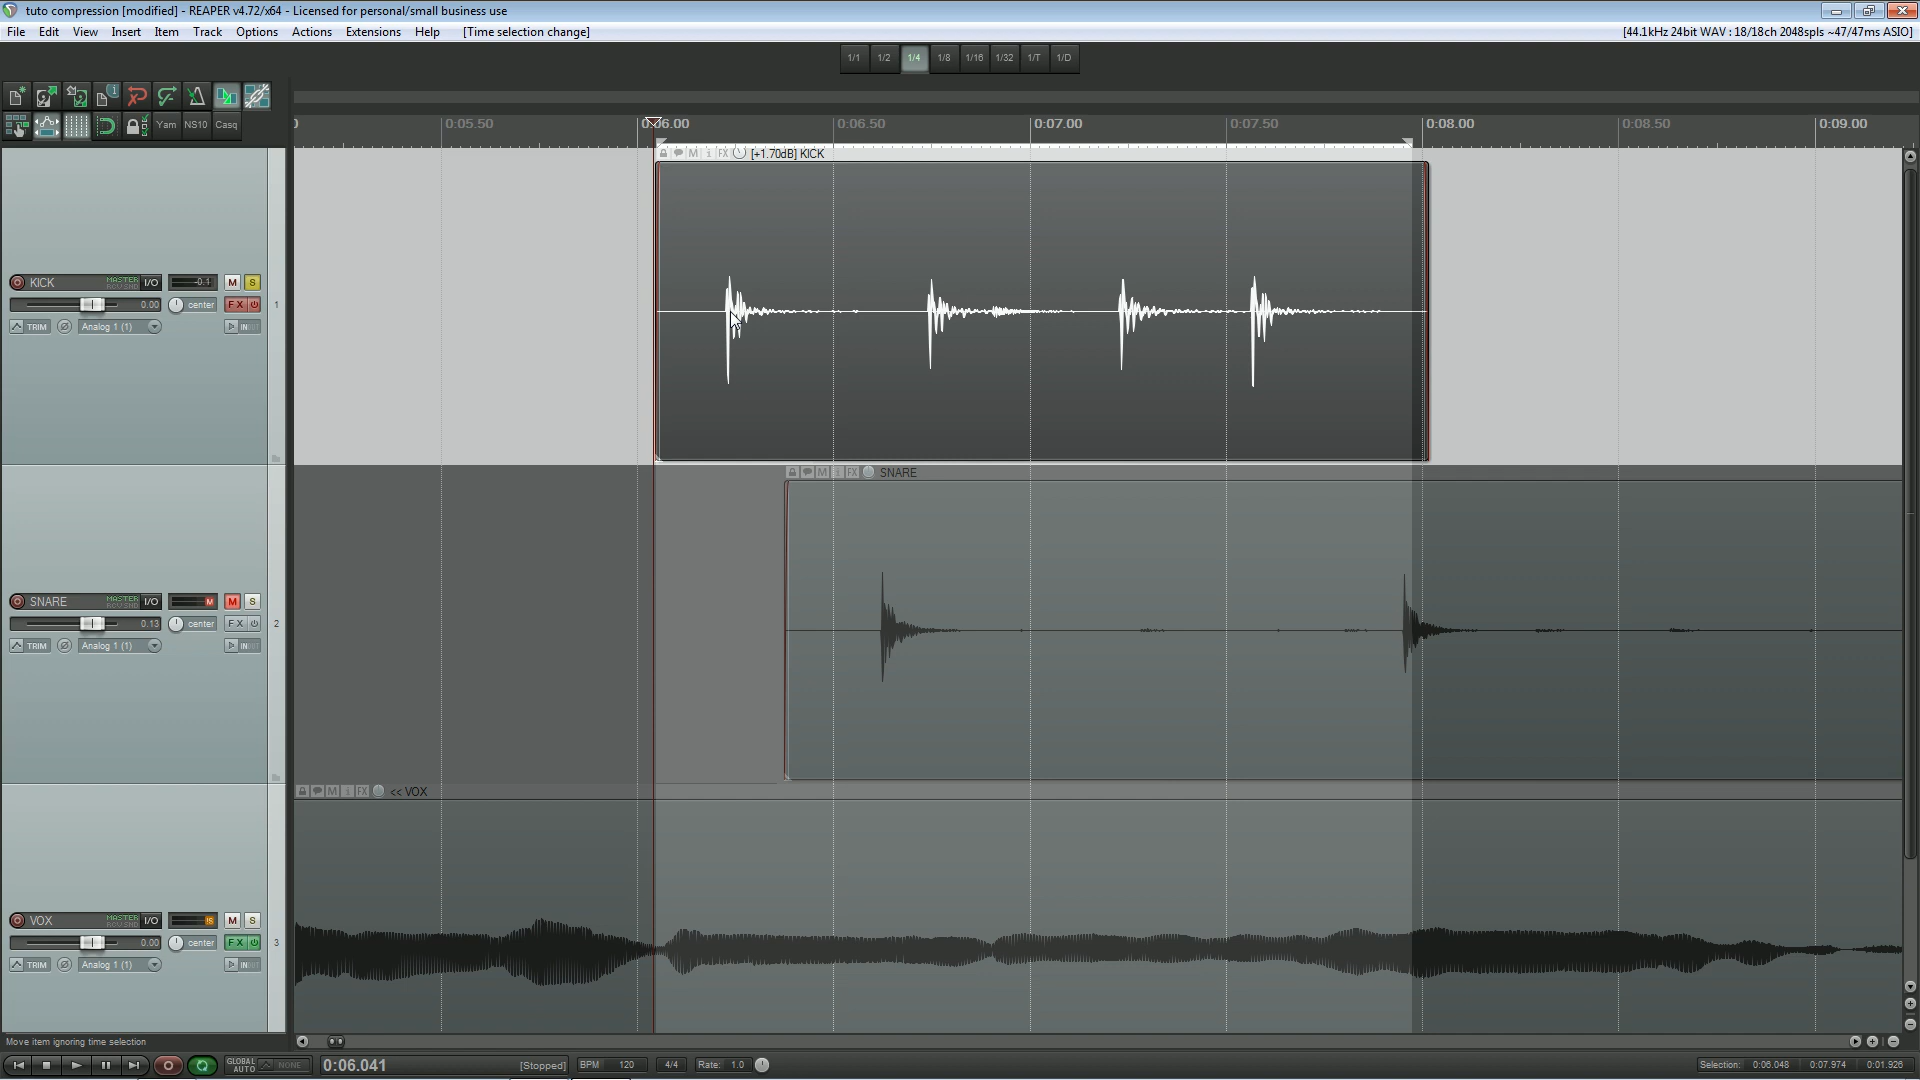 tuto compression [modified] - REAPER v4.72/x64 - Licensed for personal/small business use
File Edit View Insert Item Track Options Actions Extensions Help [Time selection change]
[44.1kHz 24bit WAV : 18/18ch 2048spls ~47/47ms ASIO]
1/1 1/2 1/4 1/8 1/16 1/32 1/T 1/D
Yam NS10 Casq
0:05.50 0:06.00 0:06.50 0:07.00 0:07.50 0:08.00 0:08.50 0:09.00
M i FX [+1.70dB] KICK
KICK MASTER I/O -0.1 M S
0.00 center FX 1
TRIM Analog 1 (1) IN
M i FX SNARE
SNARE MASTER I/O M M S
0.13 center FX 2
TRIM Analog 1 (1) IN
M i FX << VOX
VOX MASTER I/O M S
0.00 center FX 3
TRIM Analog 1 (1) IN
Move item ignoring time selection
GLOBAL AUTO NONE 0:06.041 [Stopped] BPM 120 4/4 Rate: 1.0 Selection: 0:06.048 0:07.974 0:01.926